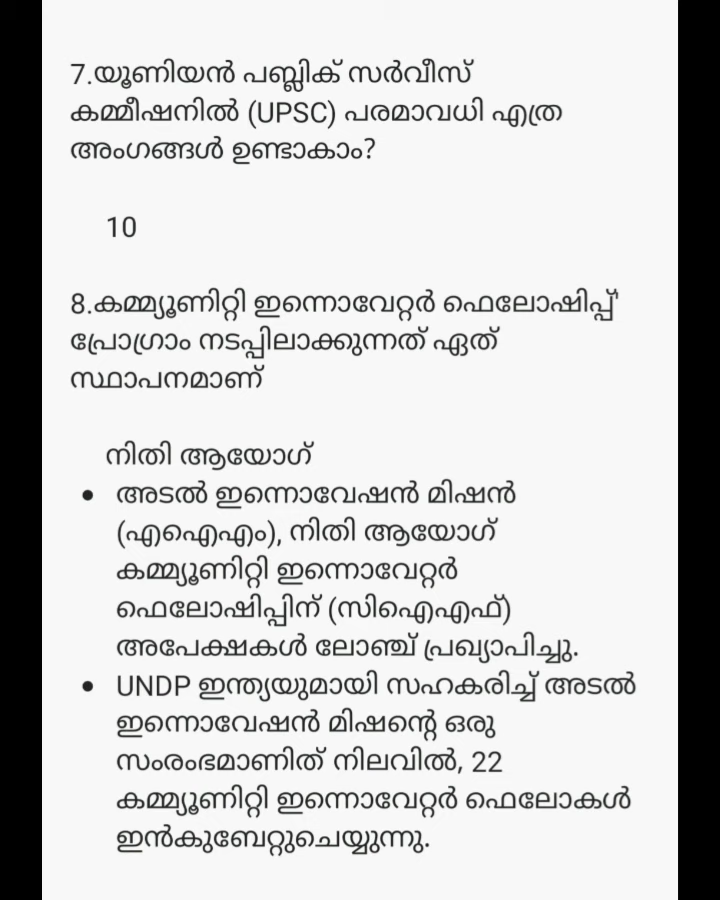 7.യൂണിയൻ പബ്ലിക് സർവീസ്
കമ്മീഷനിൽ (UPSC) പരമാവധി എത്ര
അംഗങ്ങൾ ഉണ്ടാകാം?
10
8.കമ്മ്യൂണിറ്റി ഇന്നൊവേറ്റർ ഫെലോഷിപ്പ്'
പ്രോഗ്രാം നടപ്പിലാക്കുന്നത് ഏത്
സ്ഥാപനമാണ്
നിതി ആയോഗ്
• അടൽ ഇന്നൊവേഷൻ മിഷൻ
(എഐഎം), നിതി ആയോഗ്
കമ്മ്യൂണിറ്റി ഇന്നൊവേറ്റർ
ഫെലോഷിപ്പിന് (സിഐഎഫ്)
അപേക്ഷകൾ ലോഞ്ച് പ്രഖ്യാപിച്ചു.
• UNDP ഇന്ത്യയുമായി സഹകരിച്ച് അടൽ
ഇന്നൊവേഷൻ മിഷന്റെ ഒരു
സംരംഭമാണിത് നിലവിൽ, 22
കമ്മ്യൂണിറ്റി ഇന്നൊവേറ്റർ ഫെലോകൾ
ഇൻകുബേറ്റുചെയ്യുന്നു.